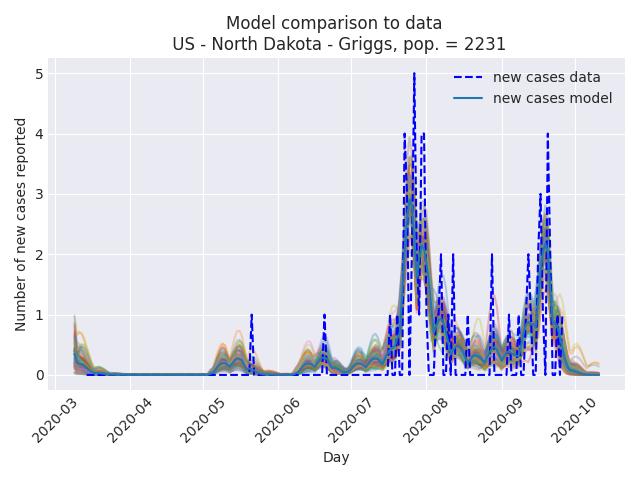 Model comparison to data
US - North Dakota - Griggs, pop. = 2231
new cases data
new cases model
Number of new cases reported
5
4
3
2
1
0
2020-03
2020-04
2020-05
2020-06
2020-07
2020-08
2020-09
2020-10
Day